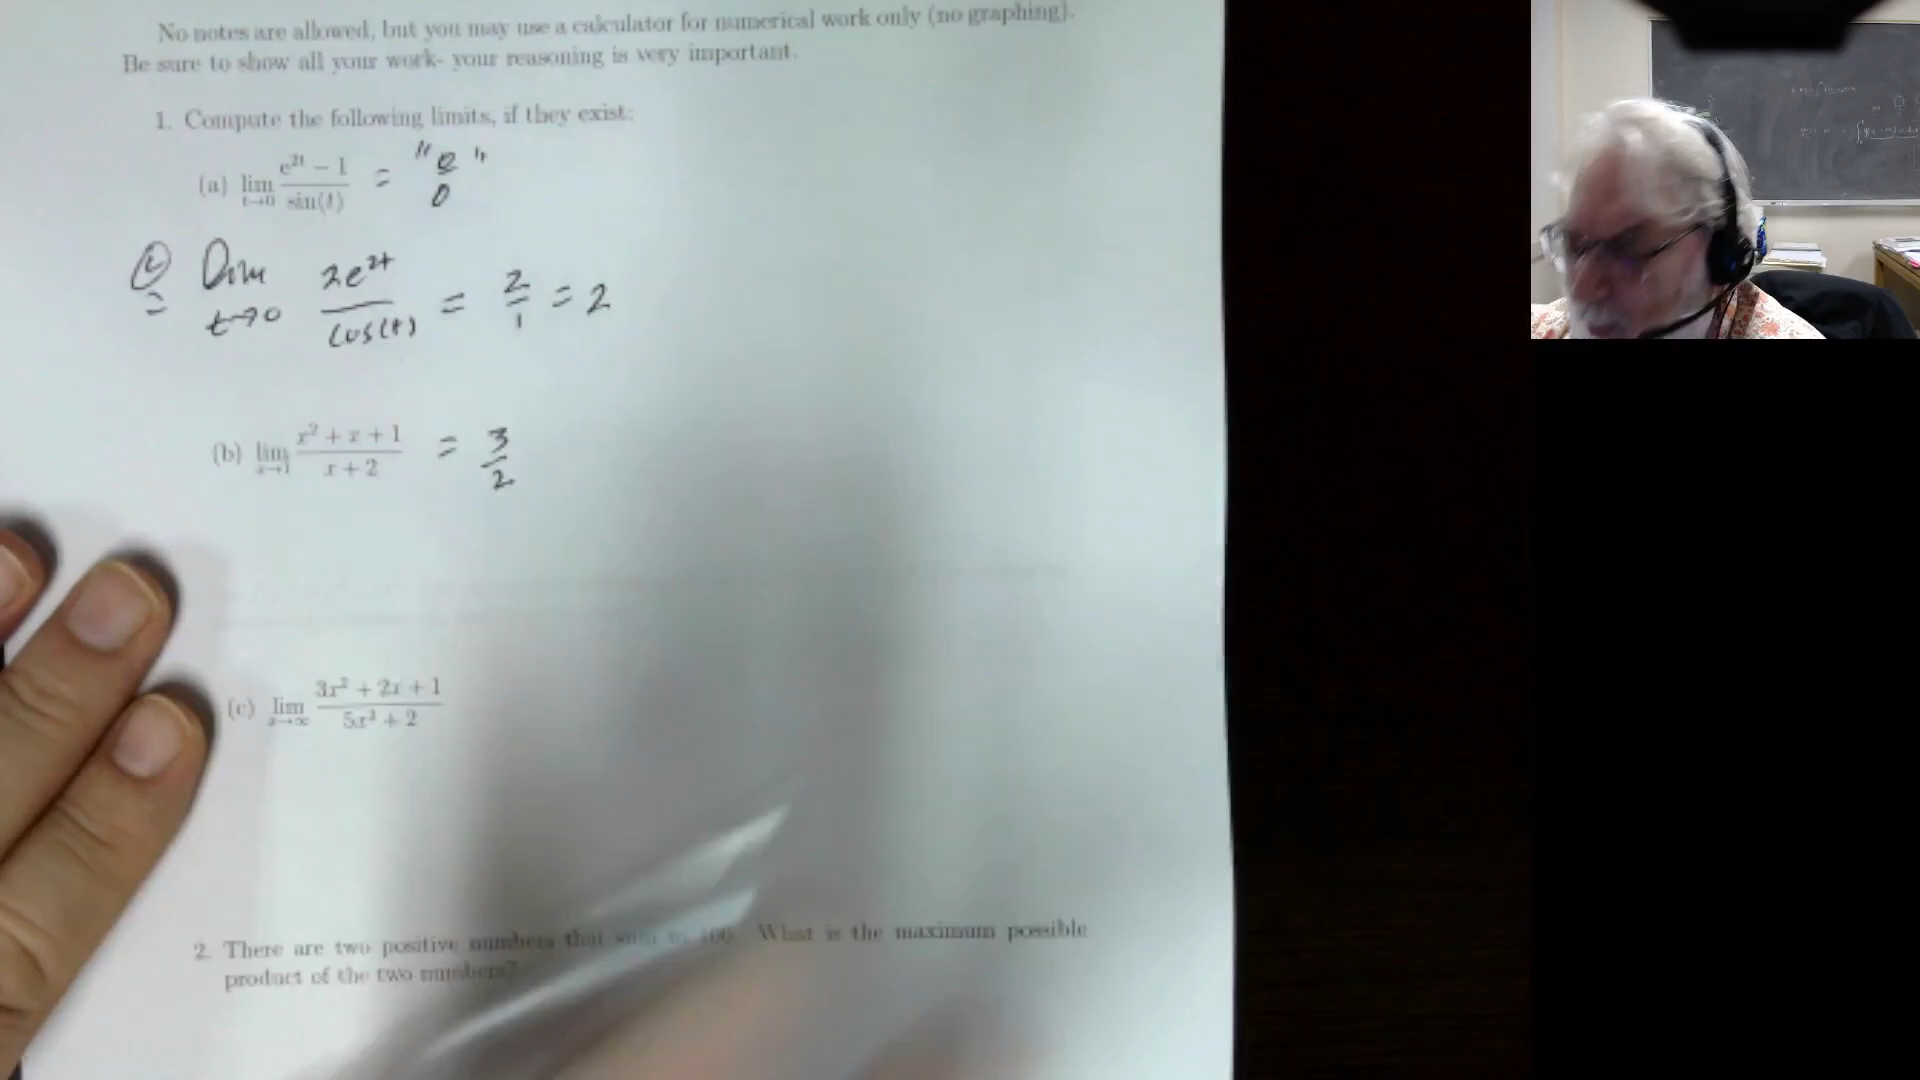 No notes are allowed, but you may use a calculator for numerical work only (no graphing).
Be sure to show all your work- your reasoning is very important.
1. Compute the following limits, if they exist:
(a) lim t→0 (e^{2t} − 1)/(sin(t)) = "0/0"
Ⓛ= lim t→0 2e^{2t}/cos(t) = 2/1 = 2
(b) lim x→1 (x² + x + 1)/(x + 2) = 3/2
(c) lim x→∞ (3x² + 2x + 1)/(5x² + 2)
2. There are two positive numbers that sum to 100. What is the maximum possible
product of the two numbers?